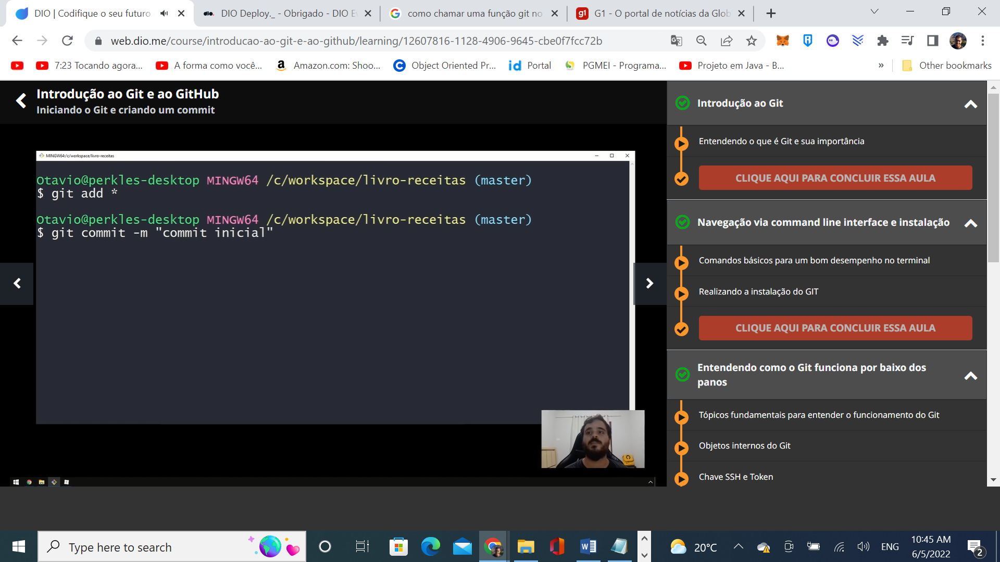 DIO | Codifique o seu futuro
DIO Deploy._ - Obrigado - DIO Ev
como chamar uma função git no
G1 - O portal de notícias da Glob
web.dio.me/course/introducao-ao-git-e-ao-github/learning/12607816-1128-4906-9645-cbe0f7fcc72b
7:23 Tocando agora...
A forma como você...
Amazon.com: Shoo...
Object Oriented Pr...
Portal
PGMEI - Programa...
Projeto em Java - B...
»
Other bookmarks
Introdução ao Git e ao GitHub
Iniciando o Git e criando um commit
MINGW64:/c/workspace/livro-receitas
Otavio@perkles-desktop MINGW64 /c/workspace/livro-receitas (master)
$ git add *
Otavio@perkles-desktop MINGW64 /c/workspace/livro-receitas (master)
$ git commit -m "commit inicial"
Introdução ao Git
Entendendo o que é Git e sua importância
CLIQUE AQUI PARA CONCLUIR ESSA AULA
Navegação via command line interface e instalação
Comandos básicos para um bom desempenho no terminal
Realizando a instalação do GIT
CLIQUE AQUI PARA CONCLUIR ESSA AULA
Entendendo como o Git funciona por baixo dos
panos
Tópicos fundamentais para entender o funcionamento do Git
Objetos internos do Git
Chave SSH e Token
Type here to search
20°C
ENG
10:45 AM
6/5/2022
2